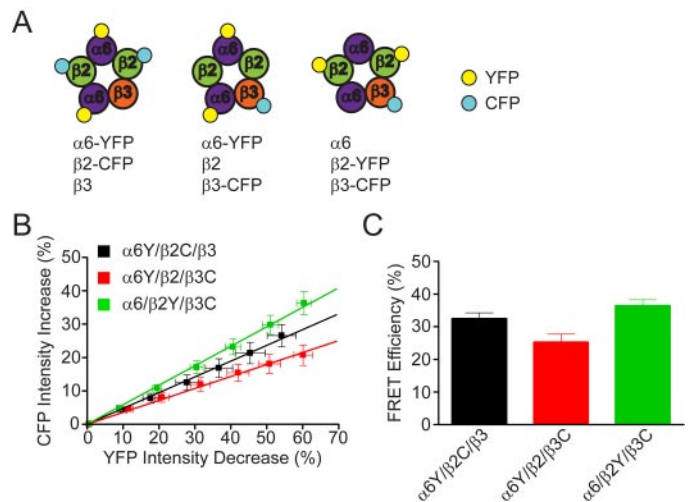 A
α6
β2
β2
α6
β3
α6
β2
β2
α6
β3
α6
β2
β2
α6
β3
YFP
CFP
α6-YFP
β2-CFP
β3
α6-YFP
β2
β3-CFP
α6
β2-YFP
β3-CFP
B
α6Y/β2C/β3
α6Y/β2/β3C
α6/β2Y/β3C
CFP Intensity Increase (%)
50
40
30
20
10
0
0 10 20 30 40 50 60 70
YFP Intensity Decrease (%)
C
FRET Efficiency (%)
50
40
30
20
10
0
α6Y/β2C/β3
α6Y/β2/β3C
α6/β2Y/β3C